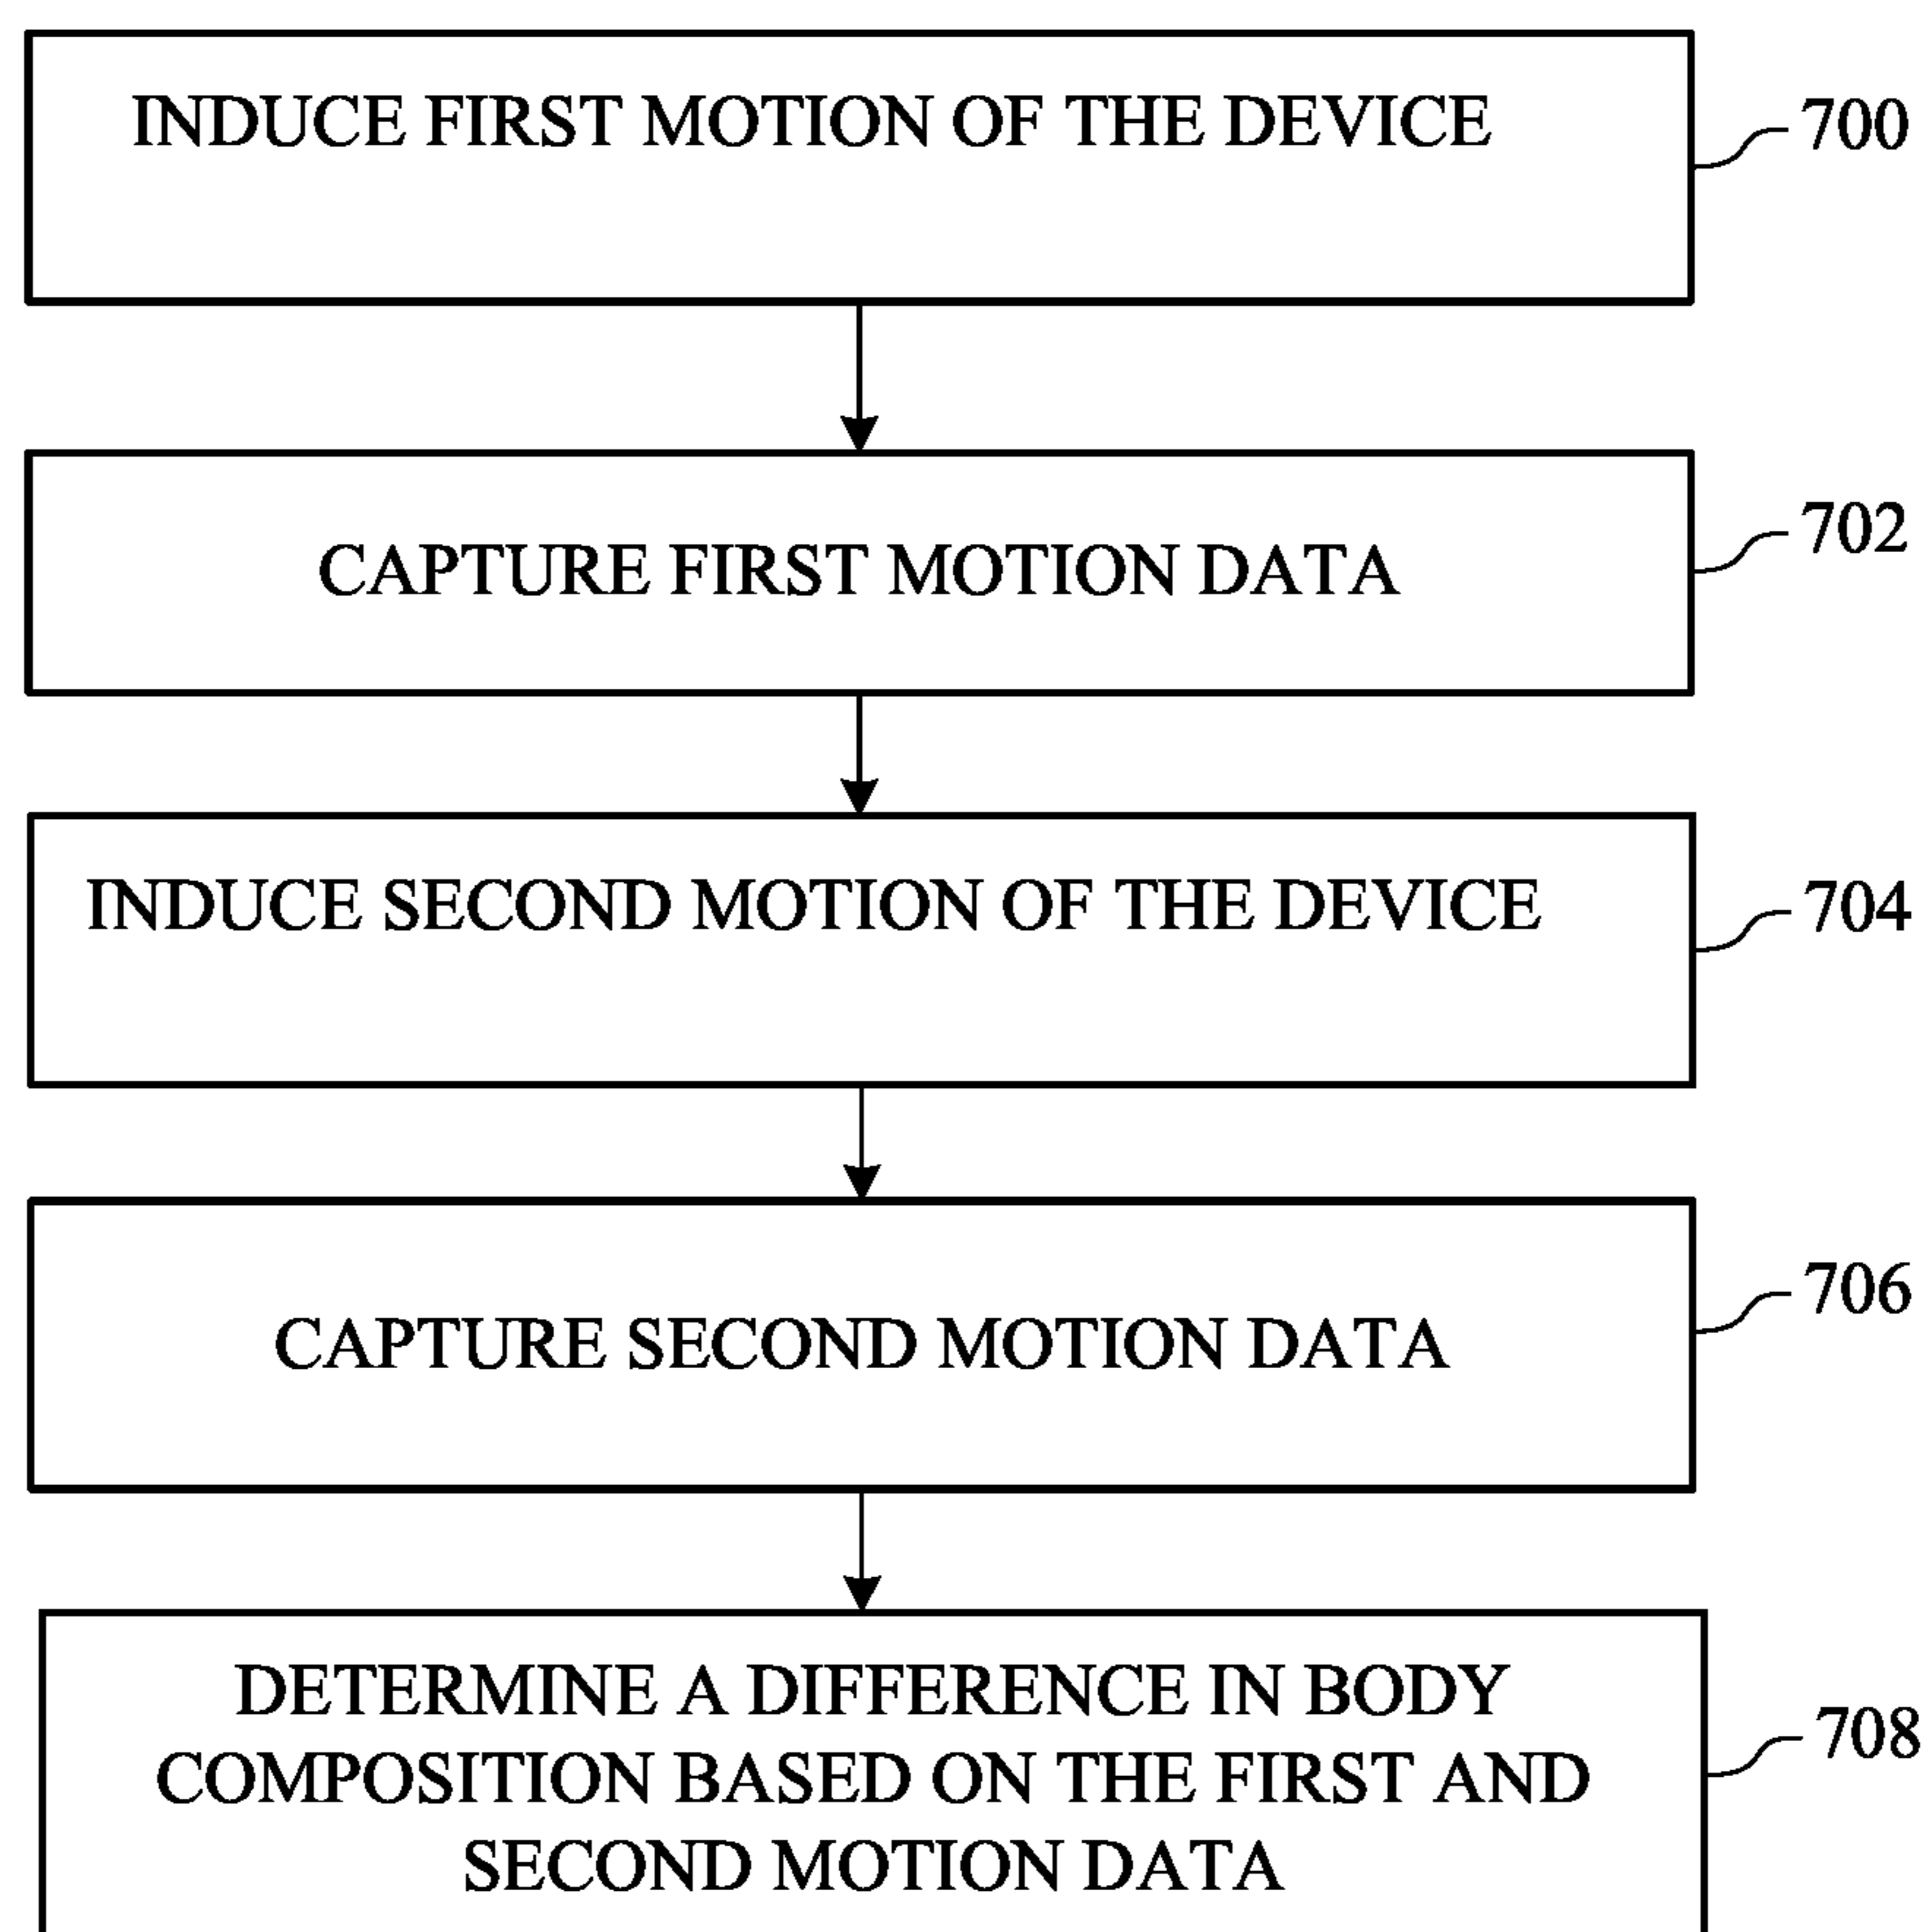 INDUCE FIRST MOTION OF THE DEVICE
700
CAPTURE FIRST MOTION DATA
702
INDUCE SECOND MOTION OF THE DEVICE
704
CAPTURE SECOND MOTION DATA
706
DETERMINE A DIFFERENCE IN BODY
COMPOSITION BASED ON THE FIRST AND
SECOND MOTION DATA
708